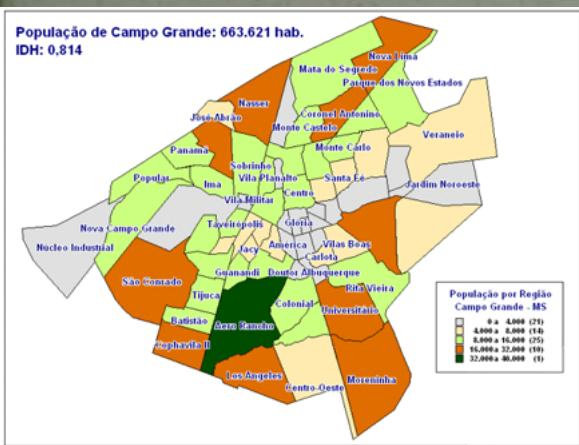 População de Campo Grande: 663.621 hab.
IDH: 0,814
Nova Lima
Mata do Segredo
Parque dos Novos Estados
Nasser
José Abrão
Coronel Antonino
Monte Castelo
Veraneio
Panamá
Monte Carlo
Sobrinho
Popular
Ima
Vila Planalto
Santa Fé
Centro
Jardim Noroeste
Vila Militar
Nova Campo Grande
Taveirópolis
Glória
Núcleo Industrial
Jacy
América
Vilas Boas
Carlota
São Conrado
Guanandi
Doutor Albuquerque
Tijuca
Rita Vieira
Batistão
Aero Rancho
Colonial
Universitário
Cophavila II
Los Angeles
Centro-Oeste
Moreninha
População por Região
Campo Grande - MS
0 a 4.000 (21)
4.000 a 8.000 (14)
8.000 a 16.000 (25)
16.000 a 32.000 (10)
32.000 a 40.000 (1)